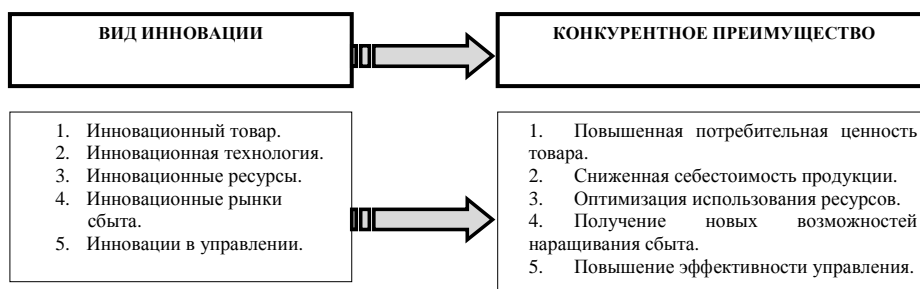 ВИД ИННОВАЦИИ
КОНКУРЕНТНОЕ ПРЕИМУЩЕСТВО
1. Инновационный товар.
2. Инновационная технология.
3. Инновационные ресурсы.
4. Инновационные рынки
сбыта.
5. Инновации в управлении.
1. Повышенная потребительная ценность
товара.
2. Сниженная себестоимость продукции.
3. Оптимизация использования ресурсов.
4. Получение новых возможностей
наращивания сбыта.
5. Повышение эффективности управления.